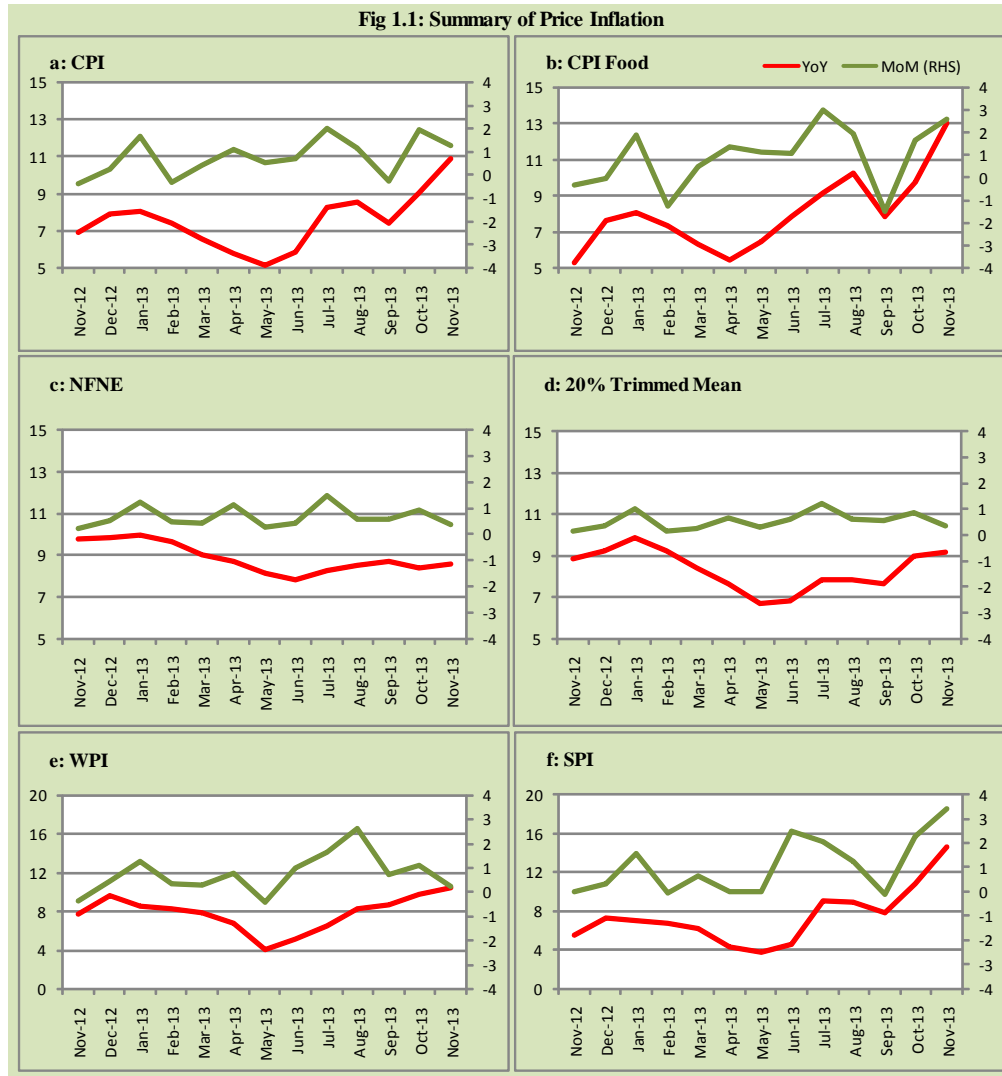 Fig 1.1: Summary of Price Inflation
a: CPI
15
13
11
9
7
5
4
3
2
1
0
-1
-2
-3
-4
Nov-12
Dec-12
Jan-13
Feb-13
Mar-13
Apr-13
May-13
Jun-13
Jul-13
Aug-13
Sep-13
Oct-13
Nov-13
b: CPI Food
YoY
MoM (RHS)
15
13
11
9
7
5
4
3
2
1
0
-1
-2
-3
-4
Nov-12
Dec-12
Jan-13
Feb-13
Mar-13
Apr-13
May-13
Jun-13
Jul-13
Aug-13
Sep-13
Oct-13
Nov-13
c: NFNE
15
13
11
9
7
5
4
3
2
1
0
-1
-2
-3
-4
Nov-12
Dec-12
Jan-13
Feb-13
Mar-13
Apr-13
May-13
Jun-13
Jul-13
Aug-13
Sep-13
Oct-13
Nov-13
d: 20% Trimmed Mean
15
13
11
9
7
5
4
3
2
1
0
-1
-2
-3
-4
Nov-12
Dec-12
Jan-13
Feb-13
Mar-13
Apr-13
May-13
Jun-13
Jul-13
Aug-13
Sep-13
Oct-13
Nov-13
e: WPI
20
16
12
8
4
0
4
3
2
1
0
-1
-2
-3
-4
Nov-12
Dec-12
Jan-13
Feb-13
Mar-13
Apr-13
May-13
Jun-13
Jul-13
Aug-13
Sep-13
Oct-13
Nov-13
f: SPI
20
16
12
8
4
0
4
3
2
1
0
-1
-2
-3
-4
Nov-12
Dec-12
Jan-13
Feb-13
Mar-13
Apr-13
May-13
Jun-13
Jul-13
Aug-13
Sep-13
Oct-13
Nov-13